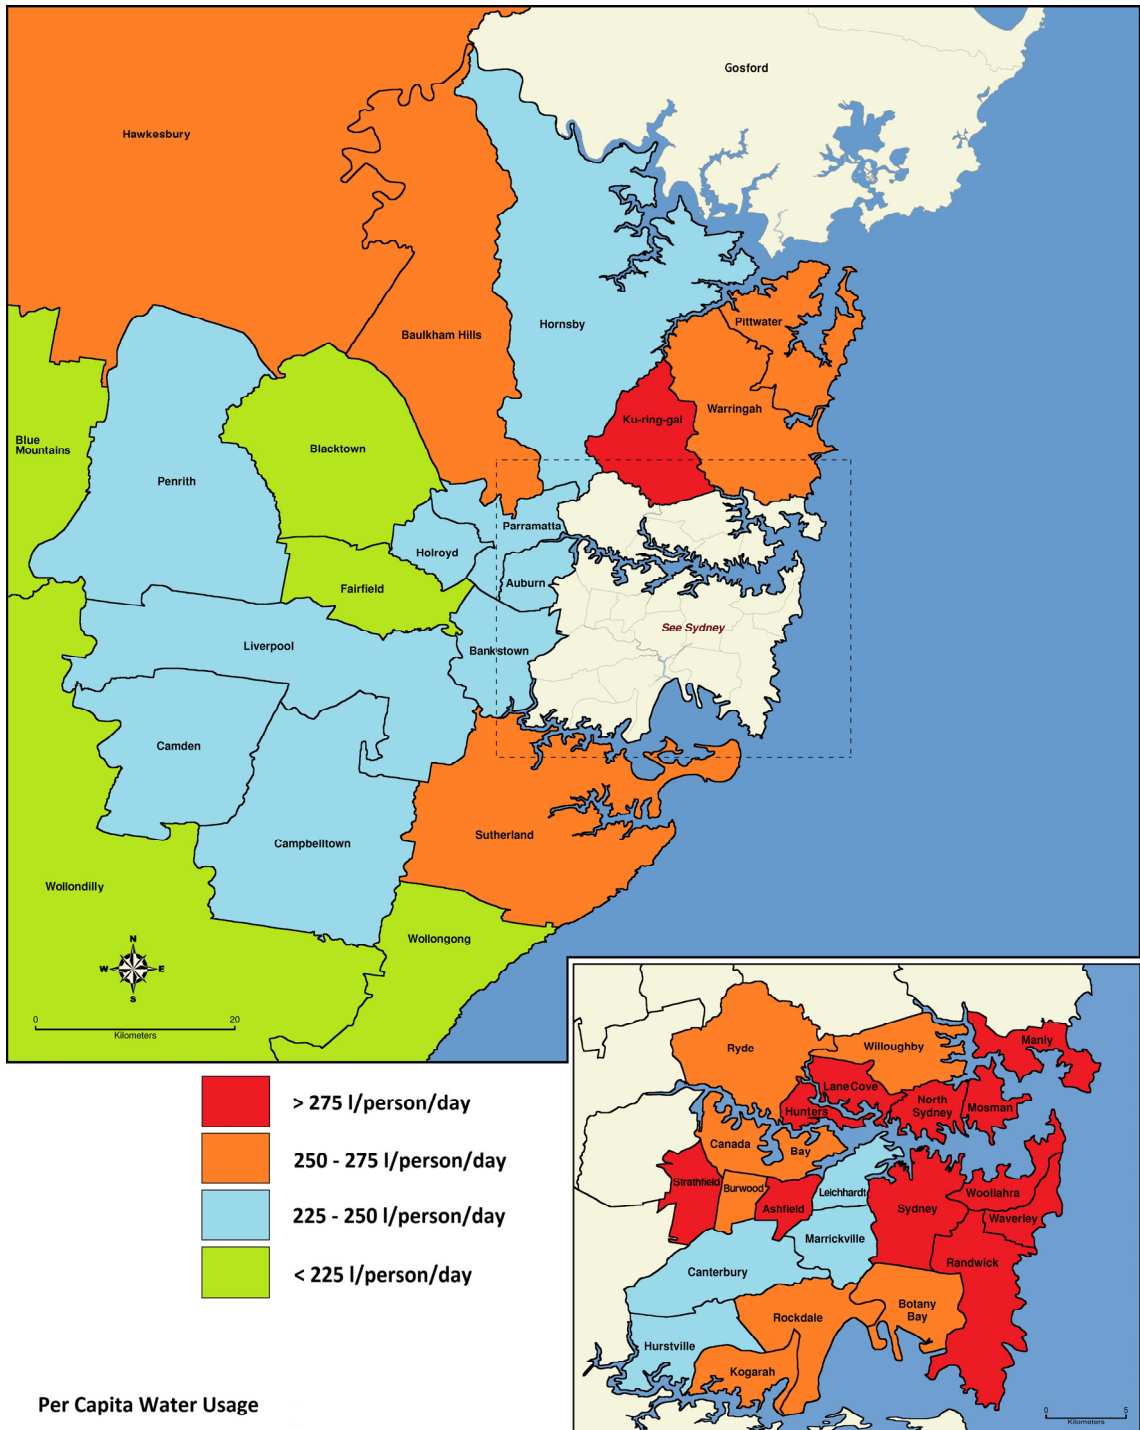 Gosford
Hawkesbury
Baulkham Hills
Hornsby
Pittwater
Ku-ring-gai
Warringah
Blue
Mountains
Blacktown
Penrith
Parramatta
Holroyd
Auburn
Fairfield
See Sydney
Liverpool
Bankstown
Camden
Sutherland
Campbelltown
Wollondilly
Wollongong
N
W E
S
0 20
Kilometers
Ryde
Willoughby
Manly
Lane Cove
Hunters
North
Sydney
Mosman
Canada
Bay
Strathfield
Burwood
Ashfield
Leichhardt
Sydney
Woollahra
Waverley
Marrickville
Randwick
Canterbury
Botany
Bay
Rockdale
Hurstville
Kogarah
0 5
Kilometers
> 275 l/person/day
250 - 275 l/person/day
225 - 250 l/person/day
< 225 l/person/day
Per Capita Water Usage